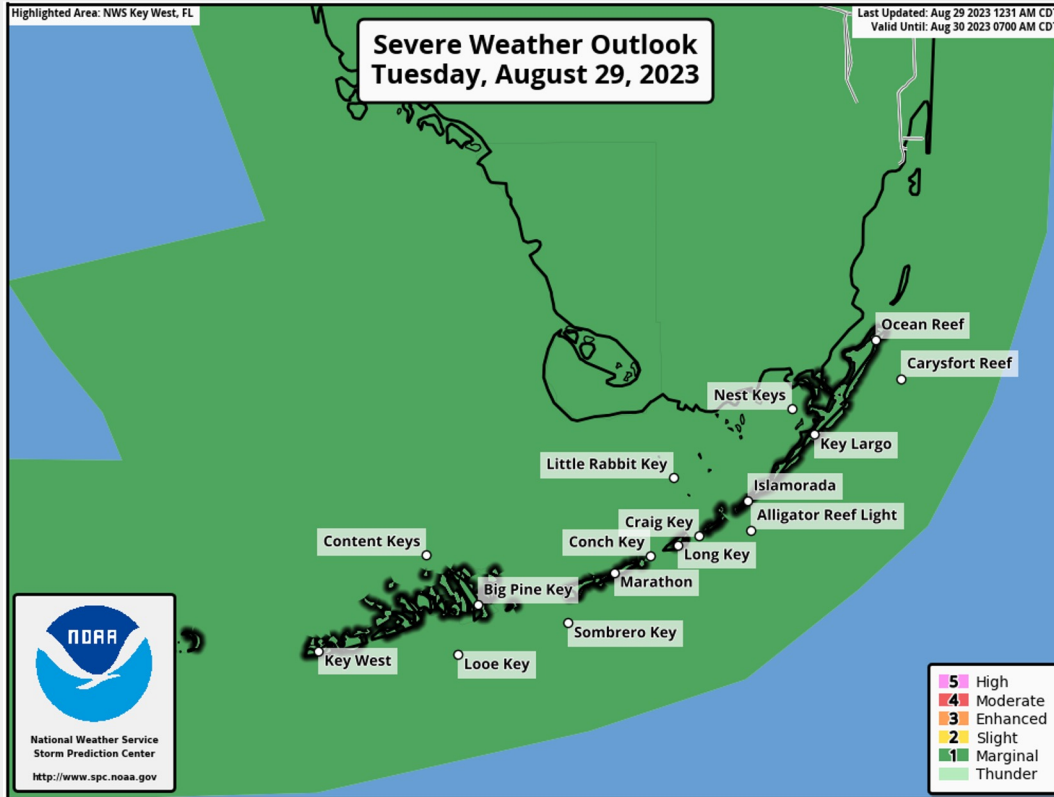 Highlighted Area: NWS Key West, FL
Last Updated: Aug 29 2023 1231 AM CDT
Valid Until: Aug 30 2023 0700 AM CDT
Severe Weather Outlook
Tuesday, August 29, 2023
Ocean Reef
Carysfort Reef
Nest Keys
Key Largo
Little Rabbit Key
Islamorada
Alligator Reef Light
Craig Key
Conch Key
Long Key
Content Keys
Marathon
Big Pine Key
Sombrero Key
Key West
Looe Key
NOAA
National Weather Service
Storm Prediction Center
http://www.spc.noaa.gov
5 High
4 Moderate
3 Enhanced
2 Slight
1 Marginal
Thunder